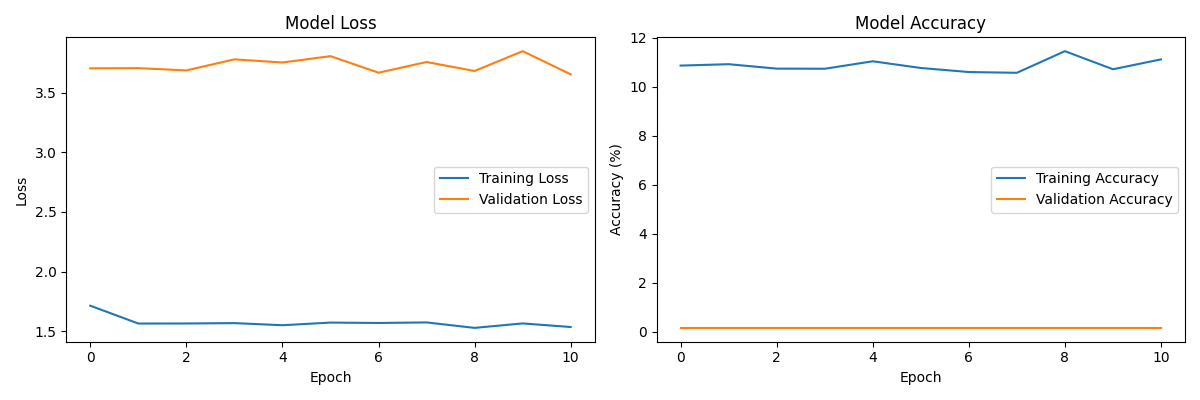 Model Loss
Loss
3.5
3.0
2.5
2.0
1.5
0 2 4 6 8 10
Epoch
Training Loss
Validation Loss
Model Accuracy
Accuracy (%)
12
10
8
6
4
2
0
0 2 4 6 8 10
Epoch
Training Accuracy
Validation Accuracy